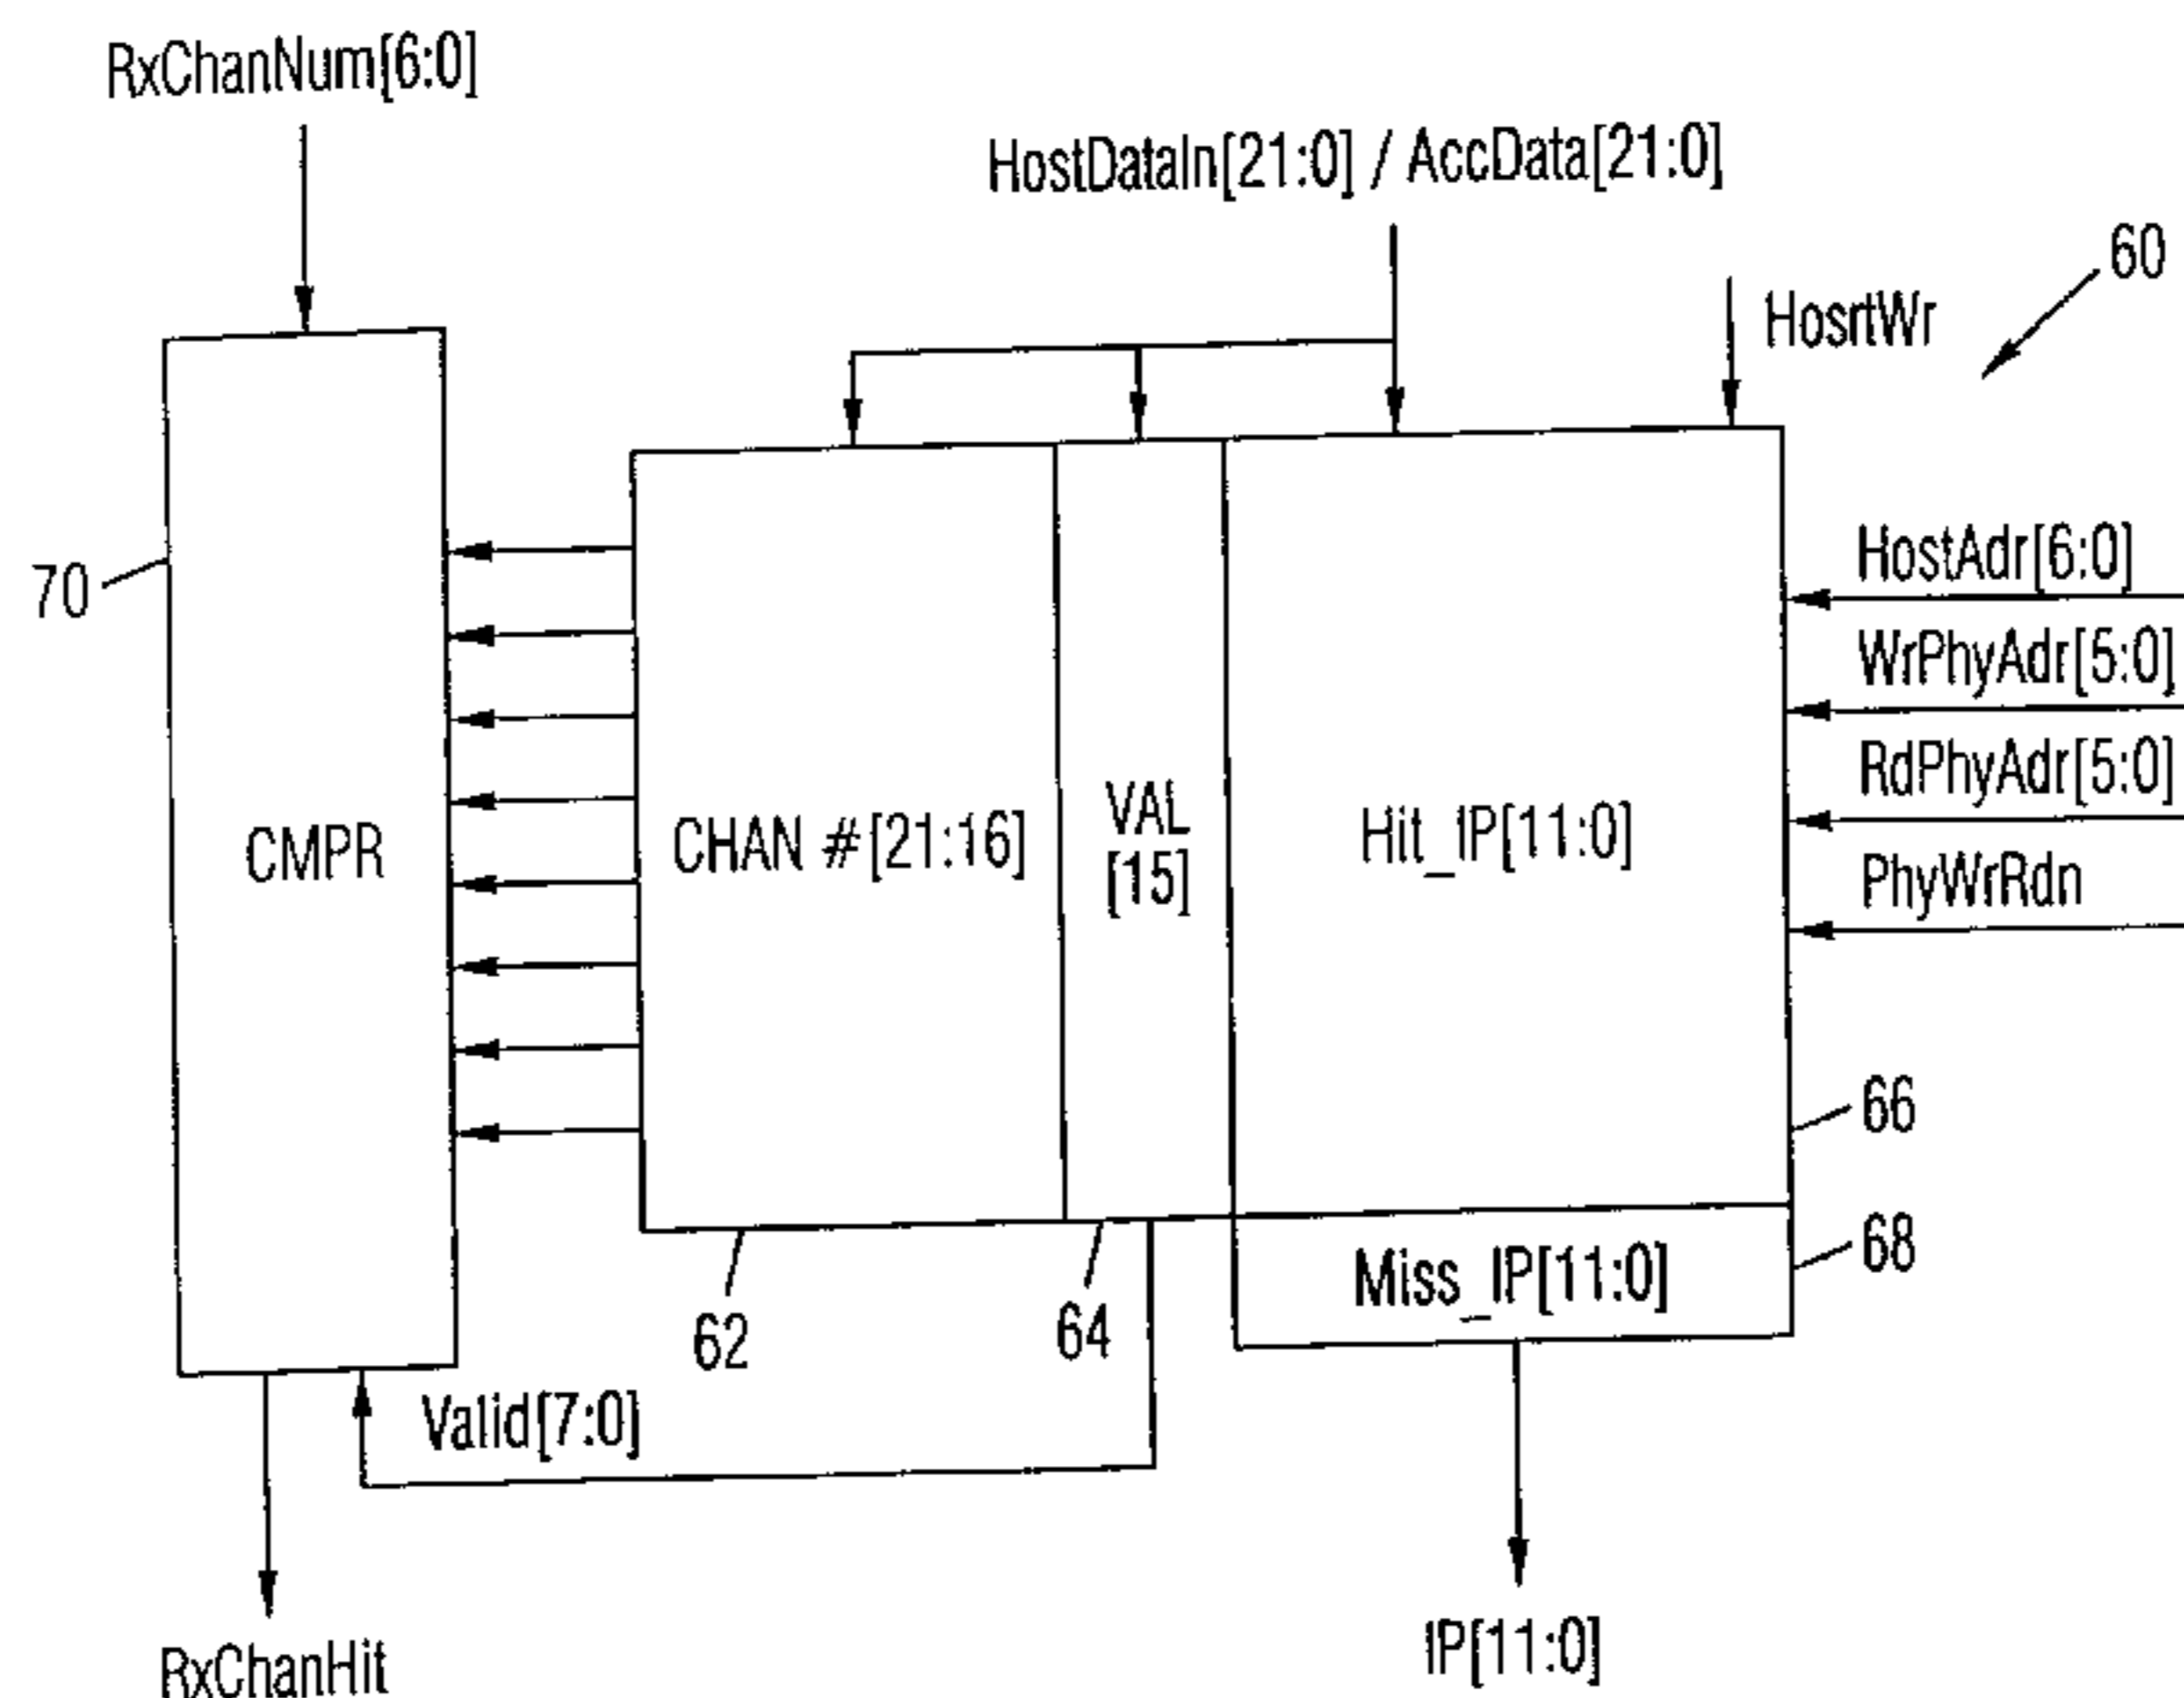 RxChanNum[6:0]
HostDataIn[21:0] / AccData[21:0]
60
HosrtWr
70
CMPR
CHAN #[21:16]
VAL
[15]
Hit_IP[11:0]
HostAdr[6:0]
WrPhyAdr[5:0]
RdPhyAdr[5:0]
PhyWrRdn
66
68
62
64
Miss_IP[11:0]
Valid[7:0]
RxChanHit
IP[11:0]